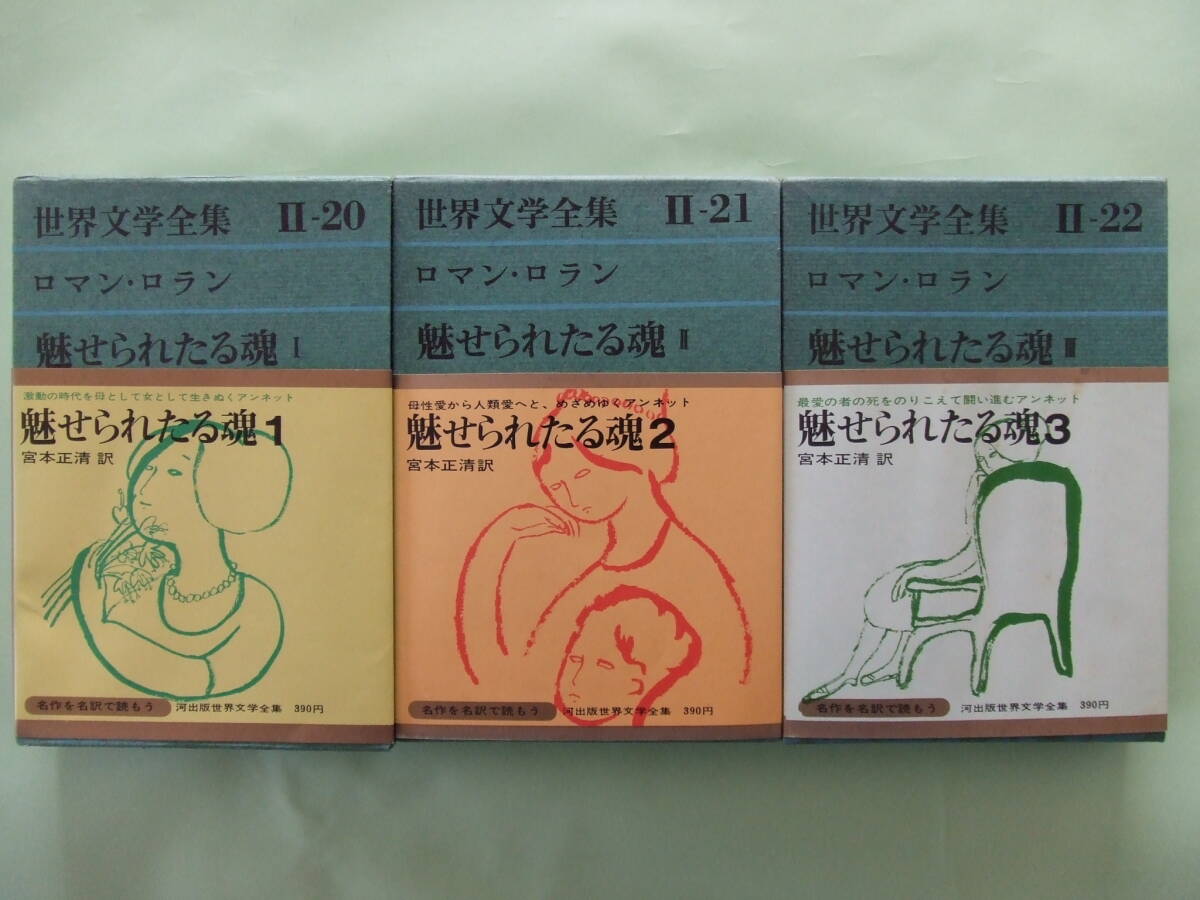 世界文学全集 II-20
ロマン・ロラン
魅せられたる魂 I
激動の時代を母として女として生きぬくアンネット
魅せられたる魂1
宮本正清 訳
名作を名訳で読もう 河出版世界文学全集 390円
世界文学全集 II-21
ロマン・ロラン
魅せられたる魂 II
母性愛から人類愛へと、めざめゆくアンネット
魅せられたる魂2
宮本正清訳
名作を名訳で読もう 河出版世界文学全集 390円
世界文学全集 II-22
ロマン・ロラン
魅せられたる魂 III
最愛の者の死をのりこえて闘い進むアンネット
魅せられたる魂3
宮本正清 訳
名作を名訳で読もう 河出版世界文学全集 390円